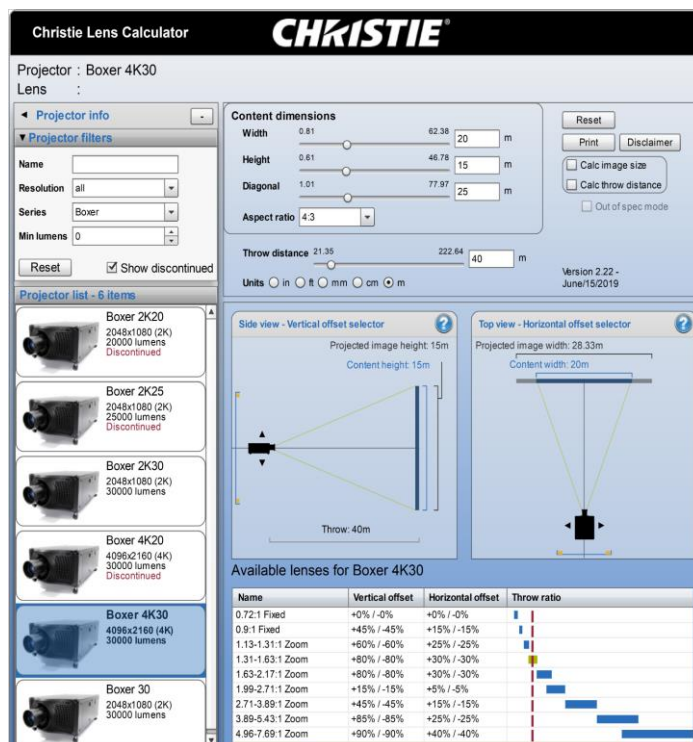 Christie Lens Calculator
CHRISTIE®
Projector : Boxer 4K30
Lens :
◄ Projector info
-
▼ Projector filters
Name
Resolution all
Series Boxer
Min lumens 0
Reset
Show discontinued
Projector list - 6 items
Boxer 2K20
2048x1080 (2K)
20000 lumens
Discontinued
Boxer 2K25
2048x1080 (2K)
25000 lumens
Discontinued
Boxer 2K30
2048x1080 (2K)
30000 lumens
Boxer 4K20
4096x2160 (4K)
30000 lumens
Discontinued
Boxer 4K30
4096x2160 (4K)
30000 lumens
Boxer 30
2048x1080 (2K)
30000 lumens
Content dimensions
Width 0.81 62.38 20 m
Height 0.61 46.78 15 m
Diagonal 1.01 77.97 25 m
Aspect ratio 4:3
Throw distance 21.35 222.64 40 m
Units in ft mm cm m
Reset
Print
Disclaimer
Calc image size
Calc throw distance
Out of spec mode
Version 2.22 -
June/15/2019
Side view - Vertical offset selector ?
Projected image height: 15m
Content height: 15m
Throw: 40m
Top view - Horizontal offset selector ?
Projected image width: 28.33m
Content width: 20m
Available lenses for Boxer 4K30
Name Vertical offset Horizontal offset Throw ratio
0.72:1 Fixed +0% / -0% +0% / -0%
0.9:1 Fixed +45% / -45% +15% / -15%
1.13-1.31:1 Zoom +60% / -60% +25% / -25%
1.31-1.63:1 Zoom +80% / -80% +30% / -30%
1.63-2.17:1 Zoom +80% / -80% +30% / -30%
1.99-2.71:1 Zoom +15% / -15% +5% / -5%
2.71-3.89:1 Zoom +45% / -45% +15% / -15%
3.89-5.43:1 Zoom +85% / -85% +25% / -25%
4.96-7.69:1 Zoom +90% / -90% +40% / -40%